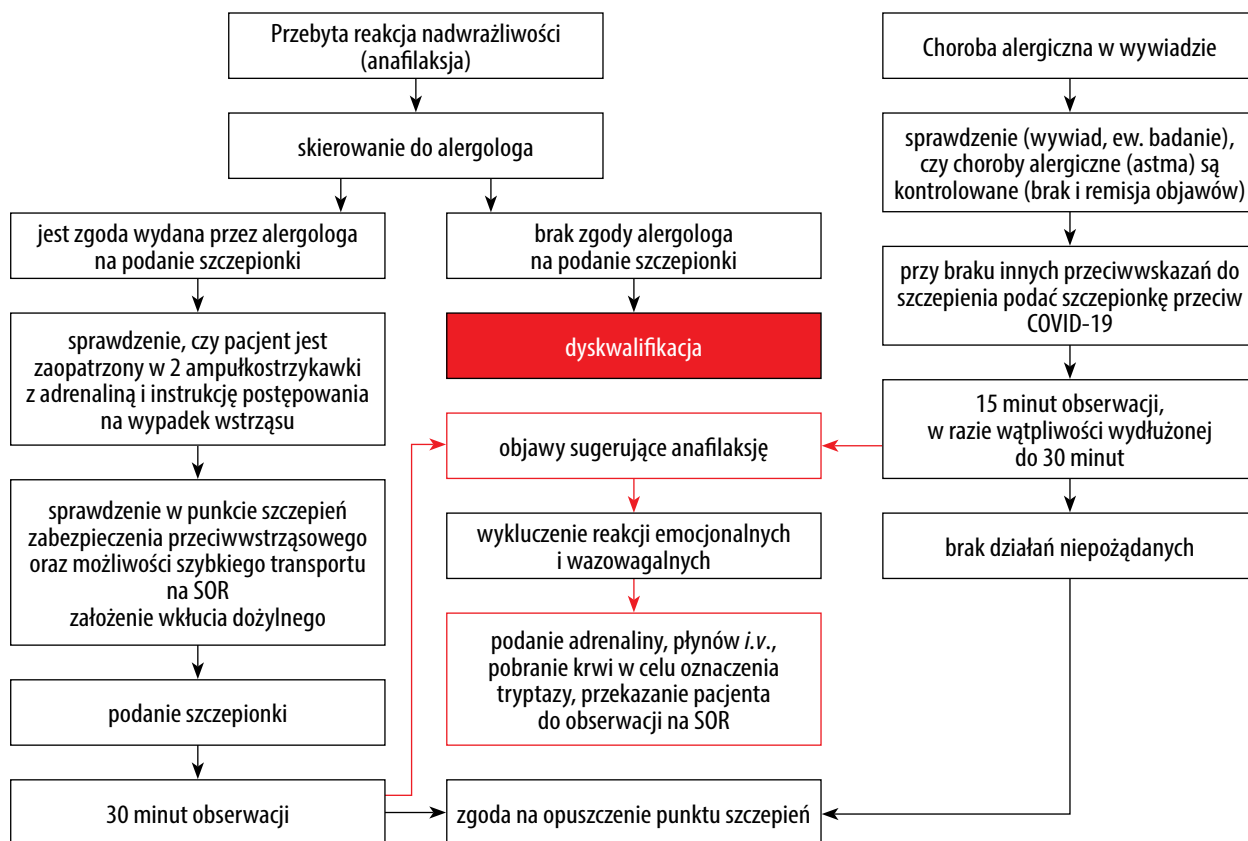 Przebyta reakcja nadwrażliwości
(anafilaksja)
skierowanie do alergologa
jest zgoda wydana przez alergologa
na podanie szczepionki
sprawdzenie, czy pacjent jest
zaopatrzony w 2 ampułkostrzykawki
z adrenaliną i instrukcję postępowania
na wypadek wstrząsu
sprawdzenie w punkcie szczepień
zabezpieczenia przeciwwstrząsowego
oraz możliwości szybkiego transportu
na SOR
założenie wkłucia dożylnego
podanie szczepionki
30 minut obserwacji
brak zgody alergologa
na podanie szczepionki
dyskwalifikacja
objawy sugerujące anafilaksję
wykluczenie reakcji emocjonalnych
i wazowagalnych
podanie adrenaliny, płynów i.v.,
pobranie krwi w celu oznaczenia
tryptazy, przekazanie pacjenta
do obserwacji na SOR
zgoda na opuszczenie punktu szczepień
Choroba alergiczna w wywiadzie
sprawdzenie (wywiad, ew. badanie),
czy choroby alergiczne (astma) są
kontrolowane (brak i remisja objawów)
przy braku innych przeciwwskazań do
szczepienia podać szczepionkę przeciw
COVID-19
15 minut obserwacji,
w razie wątpliwości wydłużonej
do 30 minut
brak działań niepożądanych